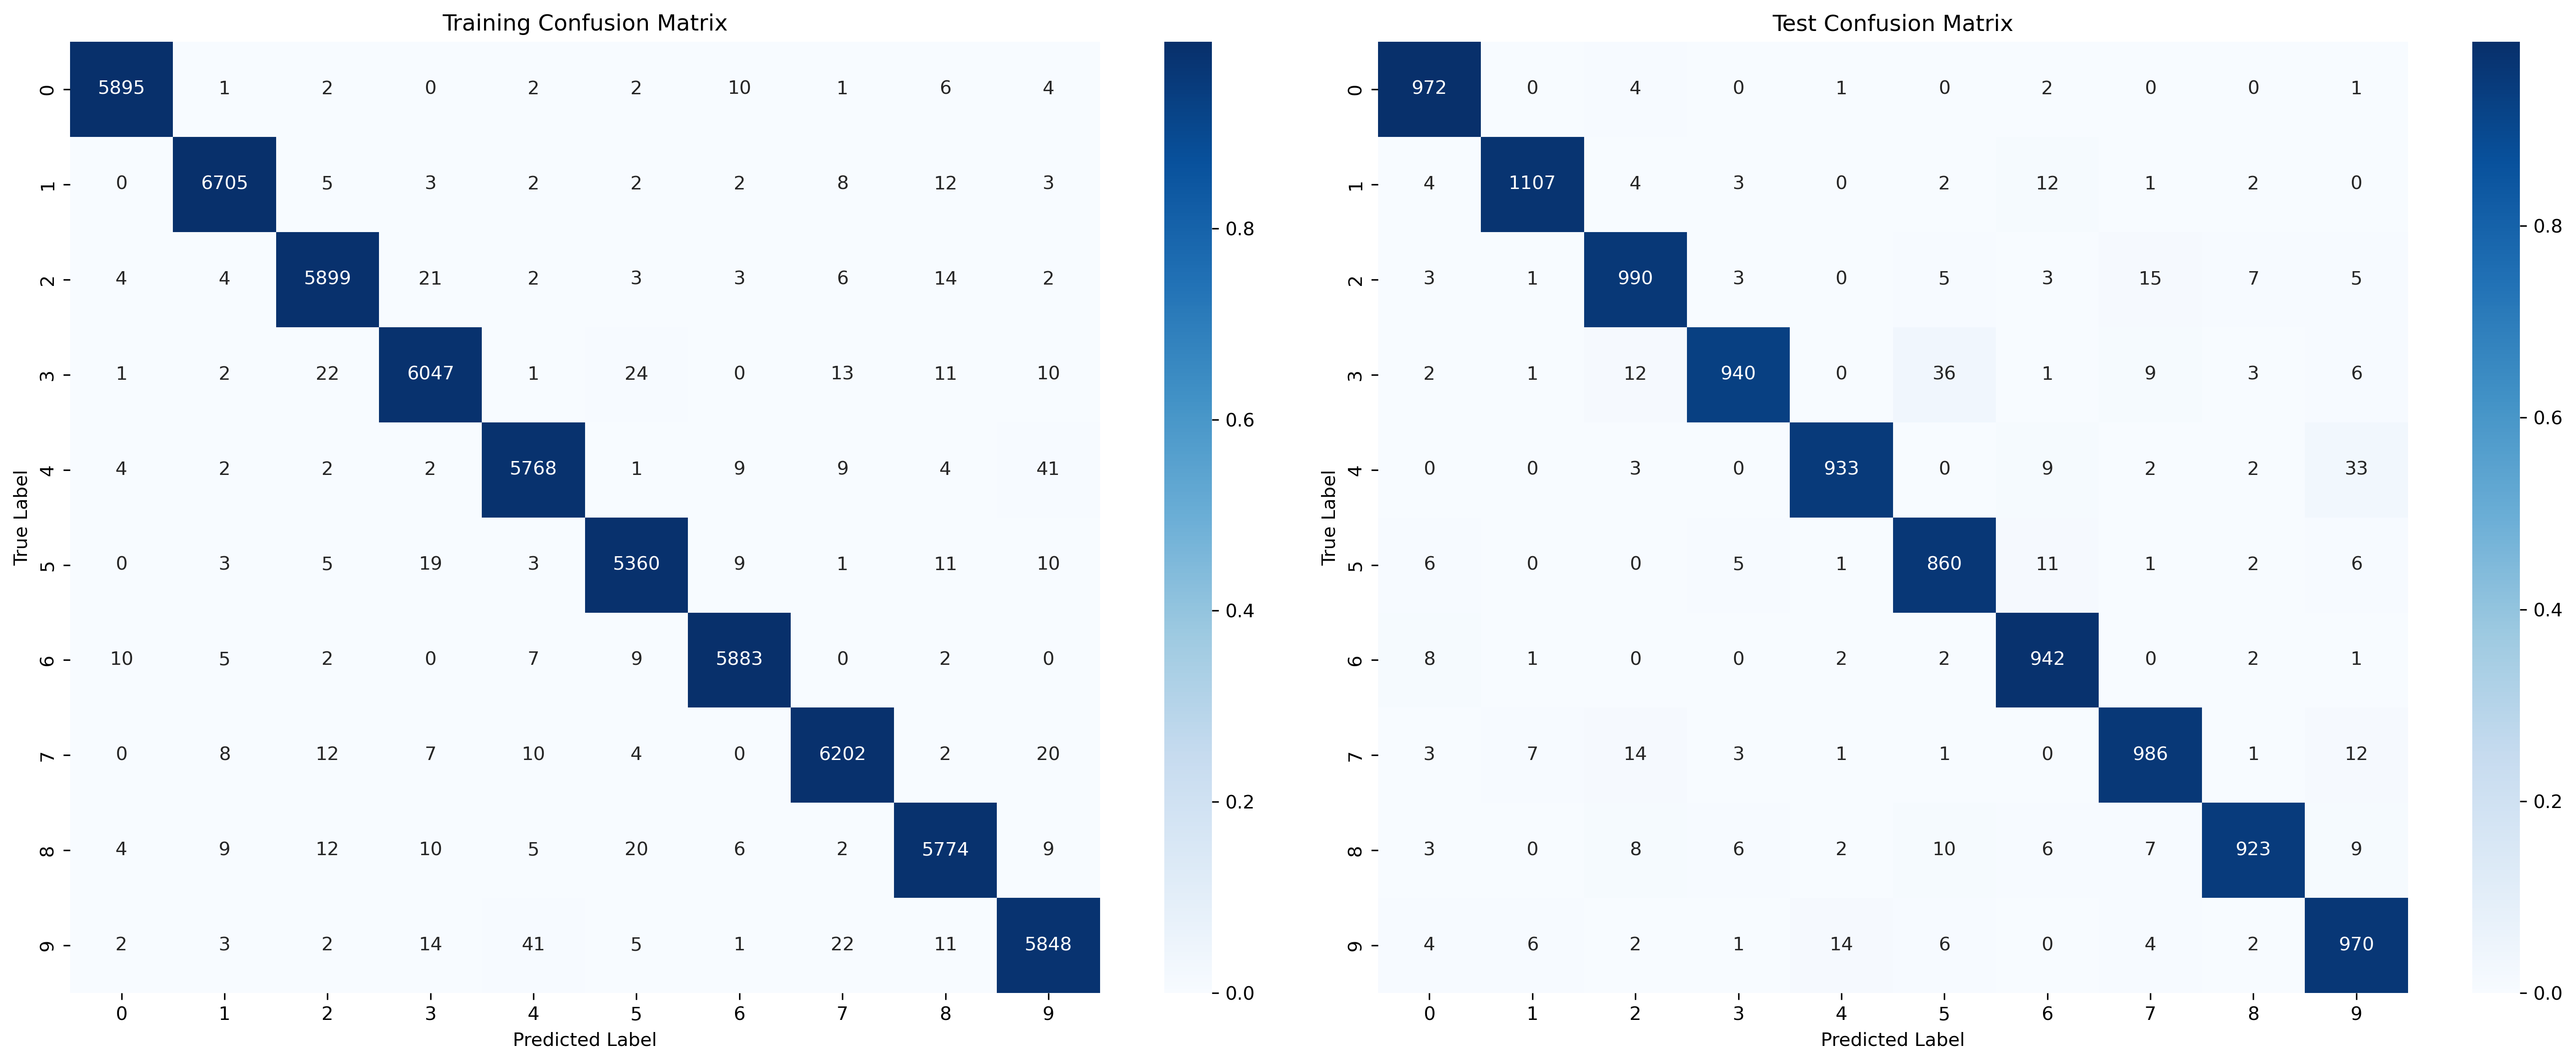 Training Confusion Matrix
0 5895 1 2 0 2 2 10 1 6 4
1 0 6705 5 3 2 2 2 8 12 3
2 4 4 5899 21 2 3 3 6 14 2
3 1 2 22 6047 1 24 0 13 11 10
4 4 2 2 2 5768 1 9 9 4 41
5 0 3 5 19 3 5360 9 1 11 10
6 10 5 2 0 7 9 5883 0 2 0
7 0 8 12 7 10 4 0 6202 2 20
8 4 9 12 10 5 20 6 2 5774 9
9 2 3 2 14 41 5 1 22 11 5848
0 1 2 3 4 5 6 7 8 9
True Label
Predicted Label
0.8
0.6
0.4
0.2
0.0
Test Confusion Matrix
0 972 0 4 0 1 0 2 0 0 1
1 4 1107 4 3 0 2 12 1 2 0
2 3 1 990 3 0 5 3 15 7 5
3 2 1 12 940 0 36 1 9 3 6
4 0 0 3 0 933 0 9 2 2 33
5 6 0 0 5 1 860 11 1 2 6
6 8 1 0 0 2 2 942 0 2 1
7 3 7 14 3 1 1 0 986 1 12
8 3 0 8 6 2 10 6 7 923 9
9 4 6 2 1 14 6 0 4 2 970
0 1 2 3 4 5 6 7 8 9
True Label
Predicted Label
0.8
0.6
0.4
0.2
0.0